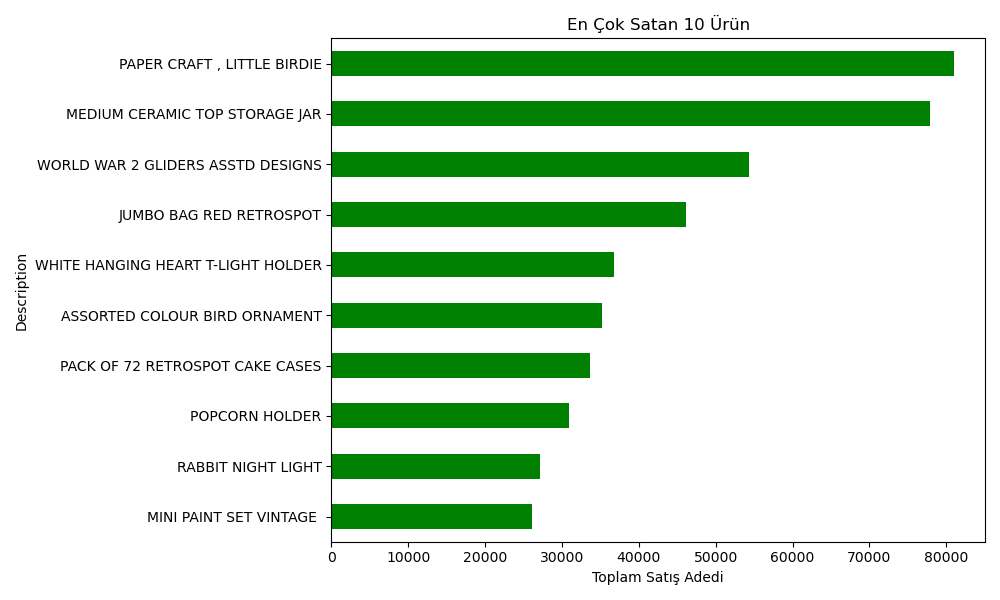 En Çok Satan 10 Ürün
PAPER CRAFT , LITTLE BIRDIE
MEDIUM CERAMIC TOP STORAGE JAR
WORLD WAR 2 GLIDERS ASSTD DESIGNS
JUMBO BAG RED RETROSPOT
WHITE HANGING HEART T-LIGHT HOLDER
ASSORTED COLOUR BIRD ORNAMENT
PACK OF 72 RETROSPOT CAKE CASES
POPCORN HOLDER
RABBIT NIGHT LIGHT
MINI PAINT SET VINTAGE
Description
0 10000 20000 30000 40000 50000 60000 70000 80000
Toplam Satış Adedi